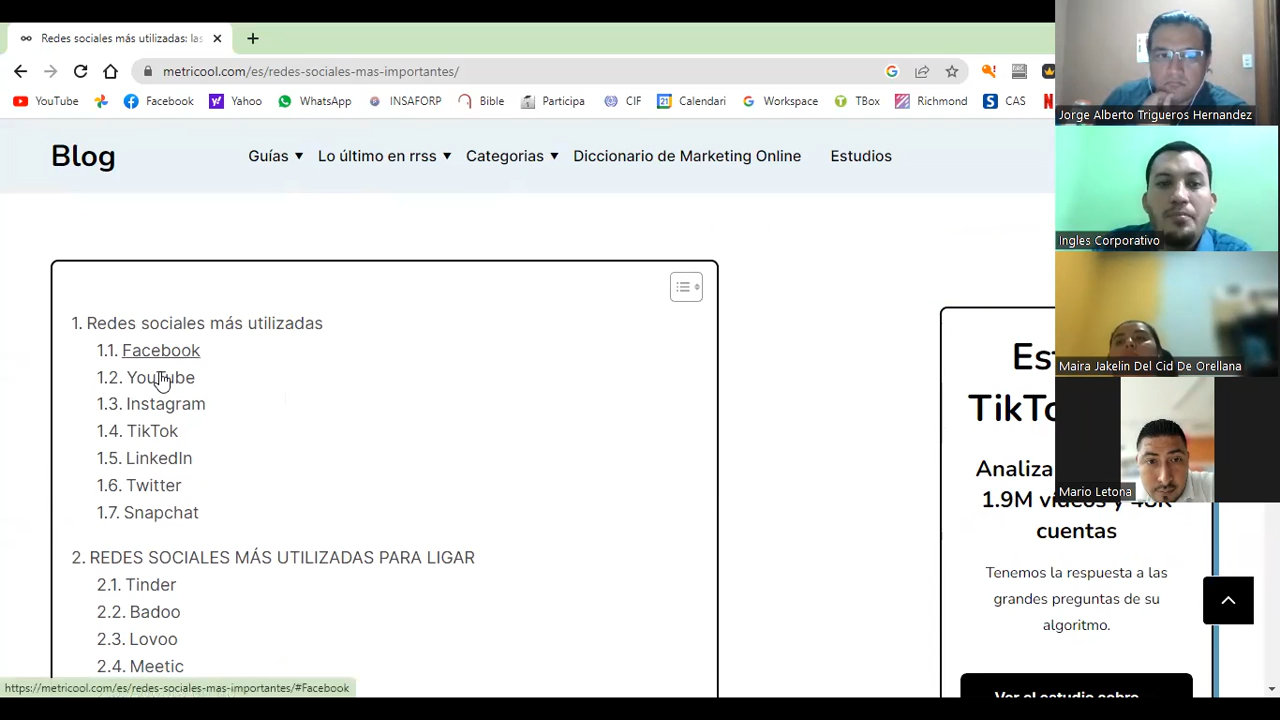 Redes sociales más utilizadas: las
metricool.com/es/redes-sociales-mas-importantes/
YouTube
Facebook
Yahoo
WhatsApp
INSAFORP
Bible
Participa
CIF
Calendari
Workspace
TBox
Richmond
CAS
Blog
Guías
Lo último en rrss
Categorias
Diccionario de Marketing Online
Estudios
1. Redes sociales más utilizadas
1.1. Facebook
1.2. YouTube
1.3. Instagram
1.4. TikTok
1.5. LinkedIn
1.6. Twitter
1.7. Snapchat
2. REDES SOCIALES MÁS UTILIZADAS PARA LIGAR
2.1. Tinder
2.2. Badoo
2.3. Lovoo
2.4. Meetic
https://metricool.com/es/redes-sociales-mas-importantes/#Facebook
Es
TikTo
Analiza
1.9M vídeos y
cuentas
Tenemos la respuesta a las
grandes preguntas de su
algoritmo.
Ver el estudio sobre
Jorge Alberto Trigueros Hernandez
Ingles Corporativo
Maira Jakelin Del Cid De Orellana
Mario Letona